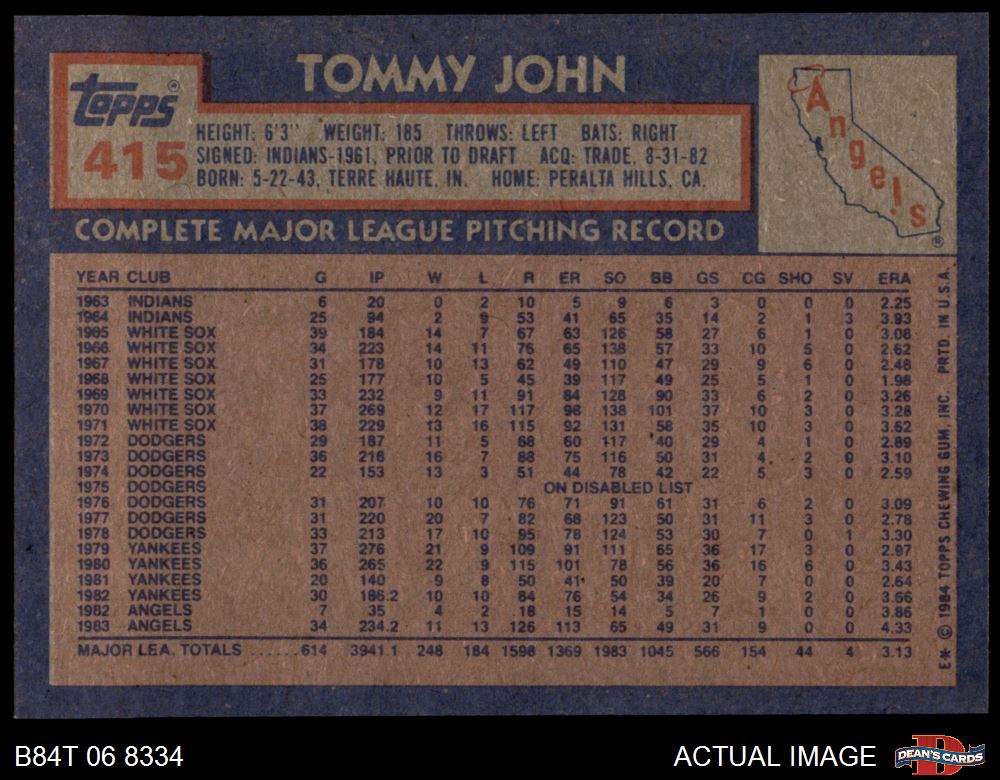 TOMMY JOHN
topps®
415
HEIGHT: 6'3" WEIGHT: 185 THROWS: LEFT BATS: RIGHT
SIGNED: INDIANS-1961, PRIOR TO DRAFT ACQ: TRADE, 8-31-82
BORN: 5-22-43, TERRE HAUTE, IN. HOME: PERALTA HILLS, CA.
Angels
®
COMPLETE MAJOR LEAGUE PITCHING RECORD
YEAR CLUB G IP W L R ER SO BB GS CG SHO SV ERA
1963 INDIANS 6 20 0 2 10 5 9 6 3 0 0 0 2.25
1964 INDIANS 25 94 2 9 53 41 65 35 14 2 1 3 3.93
1965 WHITE SOX 39 184 14 7 67 63 126 58 27 6 1 3 3.08
1966 WHITE SOX 34 223 14 11 76 65 138 57 33 10 5 0 2.62
1967 WHITE SOX 31 178 10 13 62 49 110 47 29 9 6 0 2.48
1968 WHITE SOX 25 177 10 5 45 39 117 49 25 5 1 0 1.98
1969 WHITE SOX 33 232 9 11 91 84 128 90 33 6 2 0 3.26
1970 WHITE SOX 37 269 12 17 117 98 138 101 37 10 3 0 3.28
1971 WHITE SOX 38 229 13 16 115 92 131 58 35 10 3 0 3.62
1972 DODGERS 29 187 11 5 68 60 117 40 29 4 1 0 2.89
1973 DODGERS 36 218 16 7 88 75 116 50 31 4 2 0 3.10
1974 DODGERS 22 153 13 3 51 44 78 42 22 5 3 0 2.59
1975 DODGERS ON DISABLED LIST
1976 DODGERS 31 207 10 10 76 71 91 61 31 6 2 0 3.09
1977 DODGERS 31 220 20 7 82 68 123 50 31 11 3 0 2.78
1978 DODGERS 33 213 17 10 95 78 124 53 30 7 0 1 3.30
1979 YANKEES 37 276 21 9 109 91 111 65 36 17 3 0 2.97
1980 YANKEES 36 265 22 9 115 101 78 56 36 16 6 0 3.43
1981 YANKEES 20 140 9 8 50 41 50 39 20 7 0 0 2.64
1982 YANKEES 30 186.2 10 10 84 76 54 34 26 9 2 0 3.66
1982 ANGELS 7 35 4 2 18 15 14 5 7 1 0 0 3.86
1983 ANGELS 34 234.2 11 13 126 113 65 49 31 9 0 0 4.33
MAJOR LEA. TOTALS ......614 3941.1 248 184 1598 1369 1983 1045 566 154 44 4 3.13
E* © 1984 TOPPS CHEWING GUM, INC. PRTD. IN U.S.A.
B84T 06 8334
ACTUAL IMAGE
D
DEAN'S CARDS